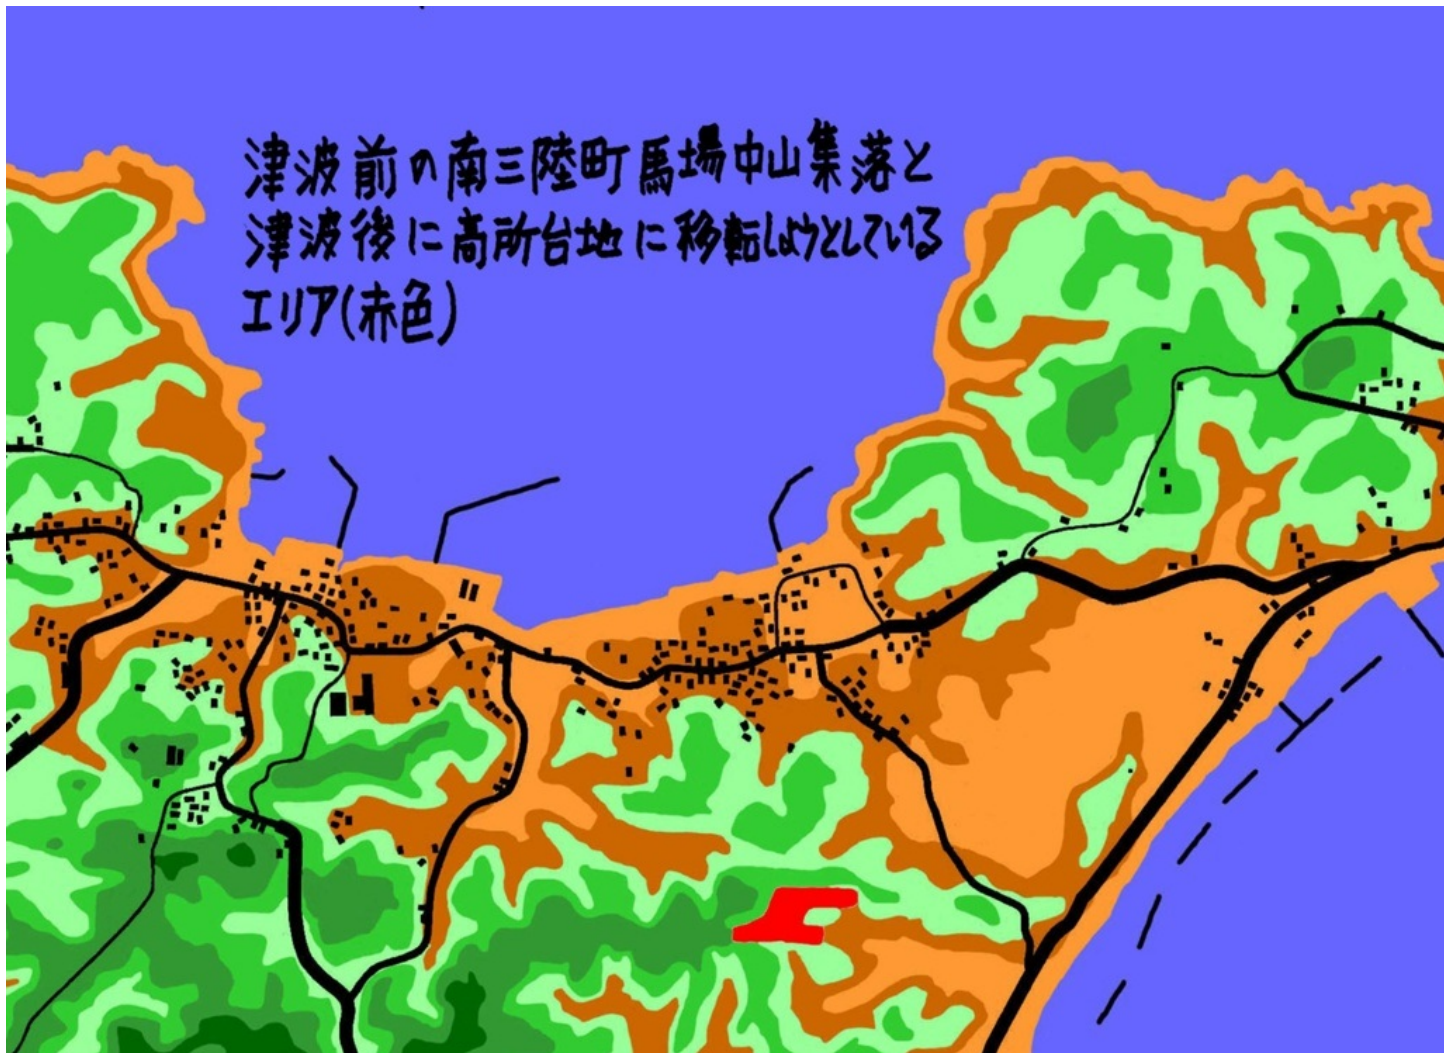 津波前の南三陸町馬場中山集落と
津波後に高所台地に移転しようとしている
エリア(赤色)